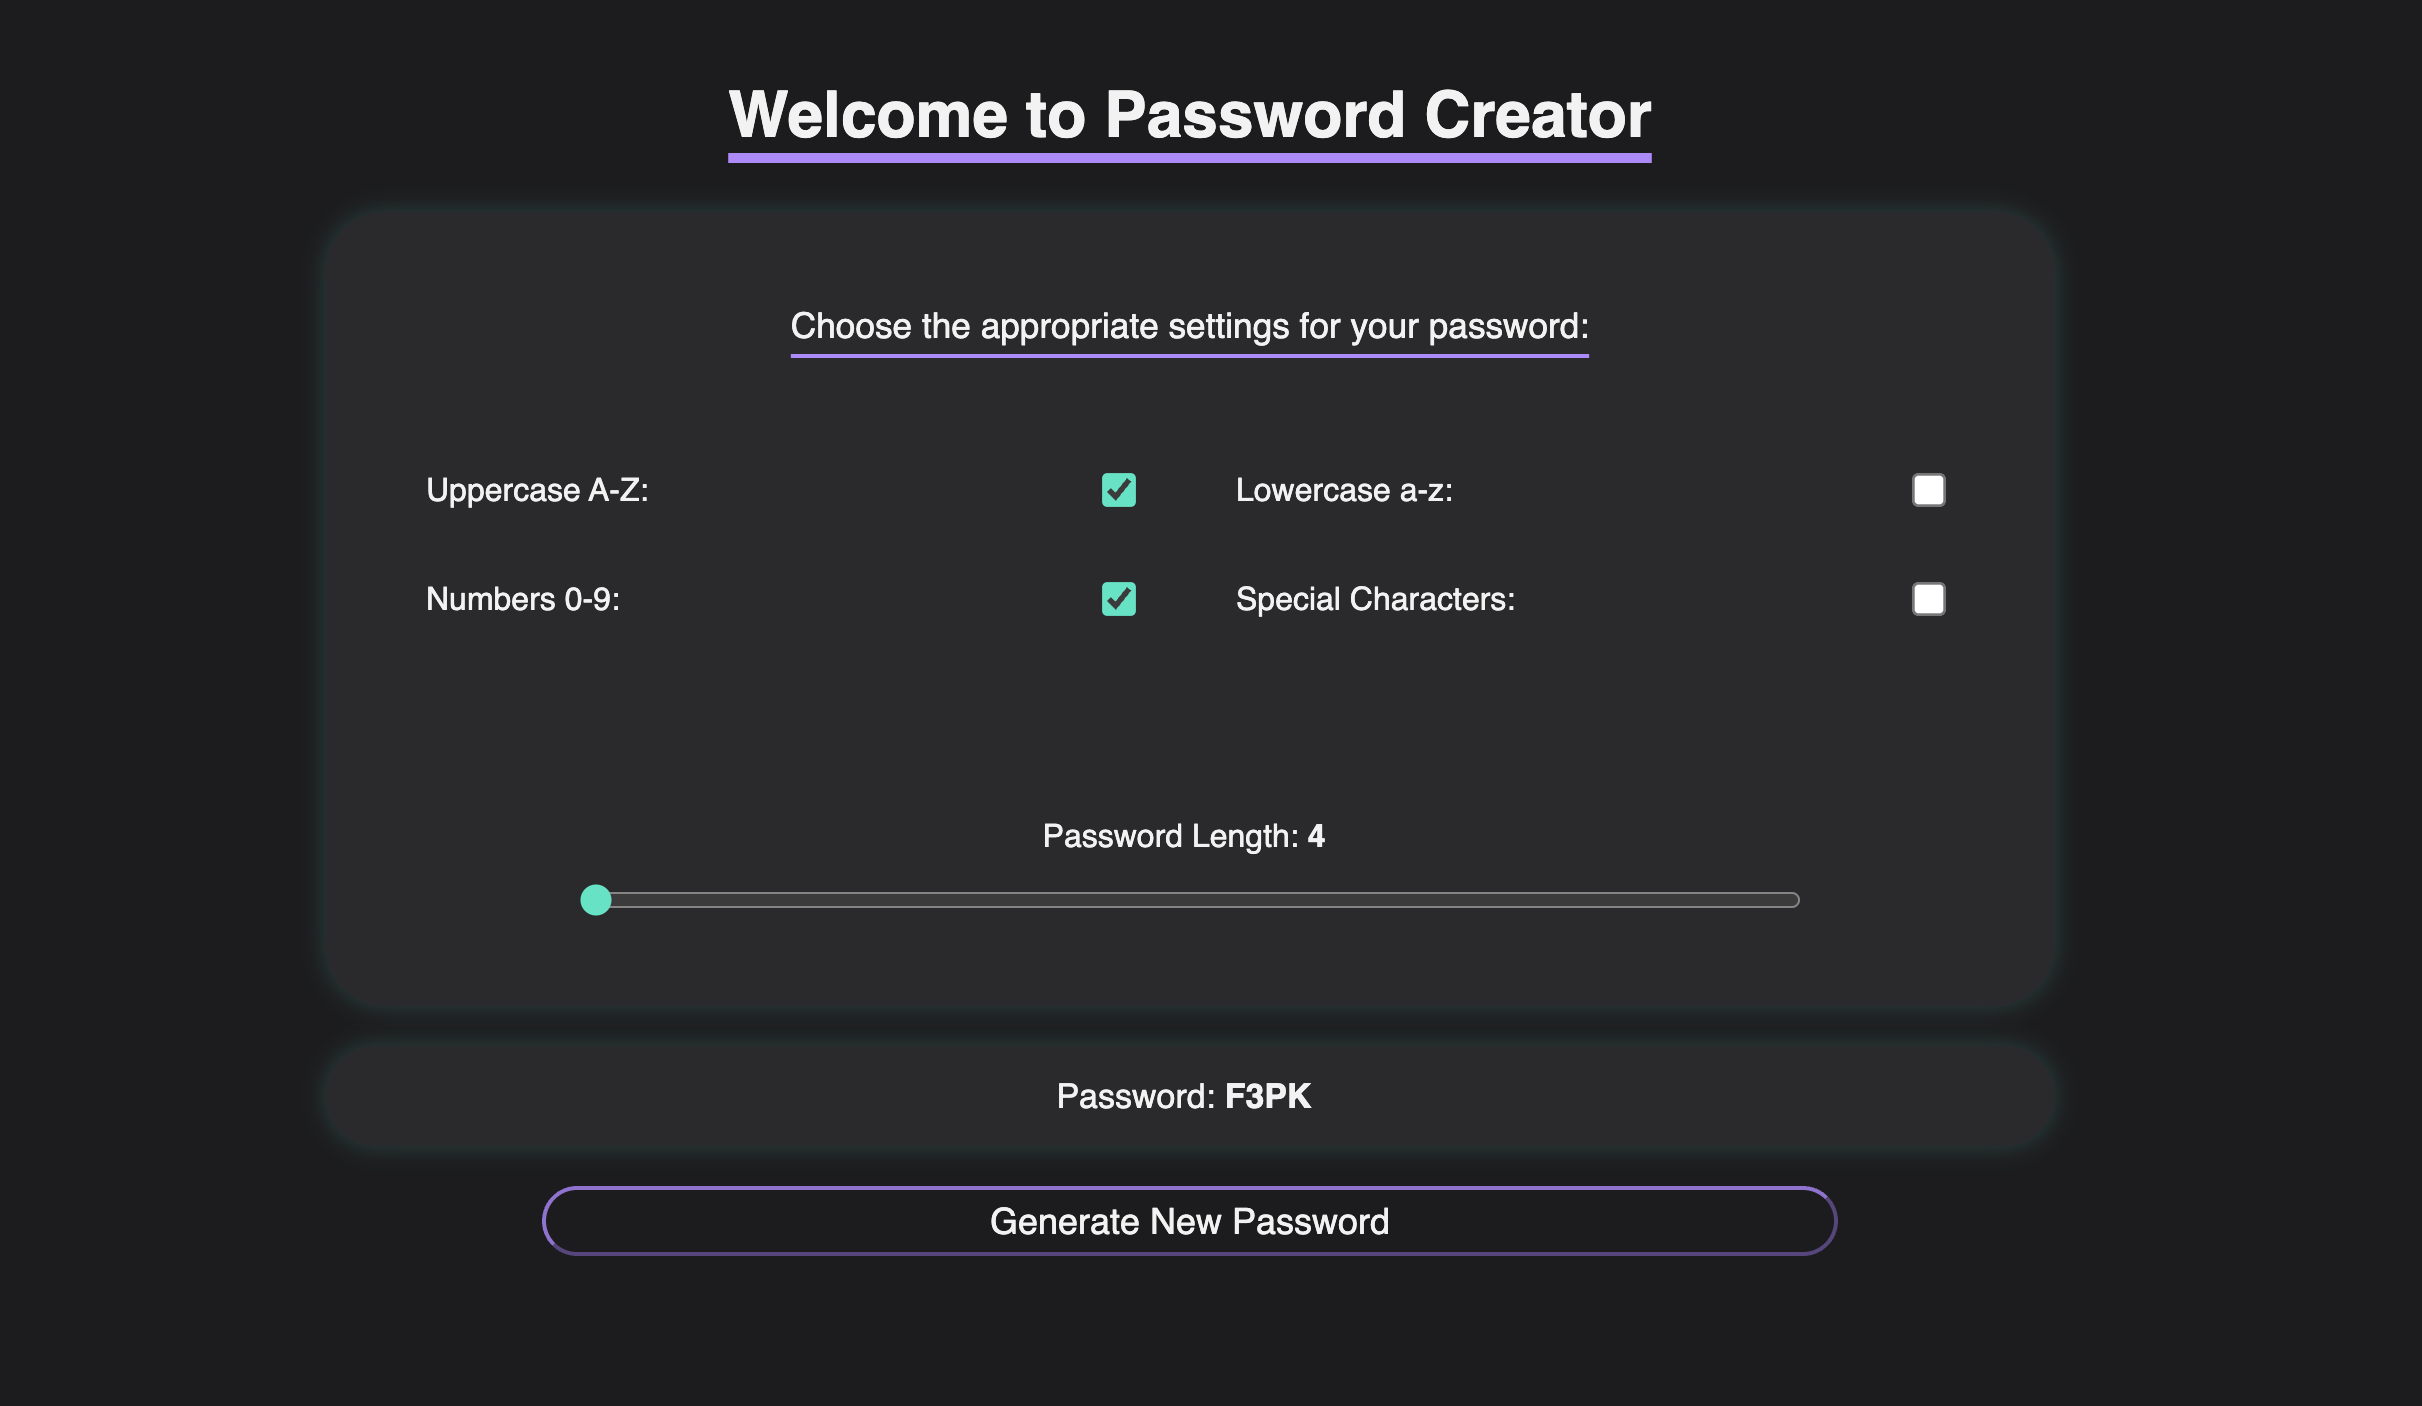 Welcome to Password Creator
Choose the appropriate settings for your password:
Uppercase A-Z:
Lowercase a-z:
Numbers 0-9:
Special Characters:
Password Length: 4
Password: F3PK
Generate New Password